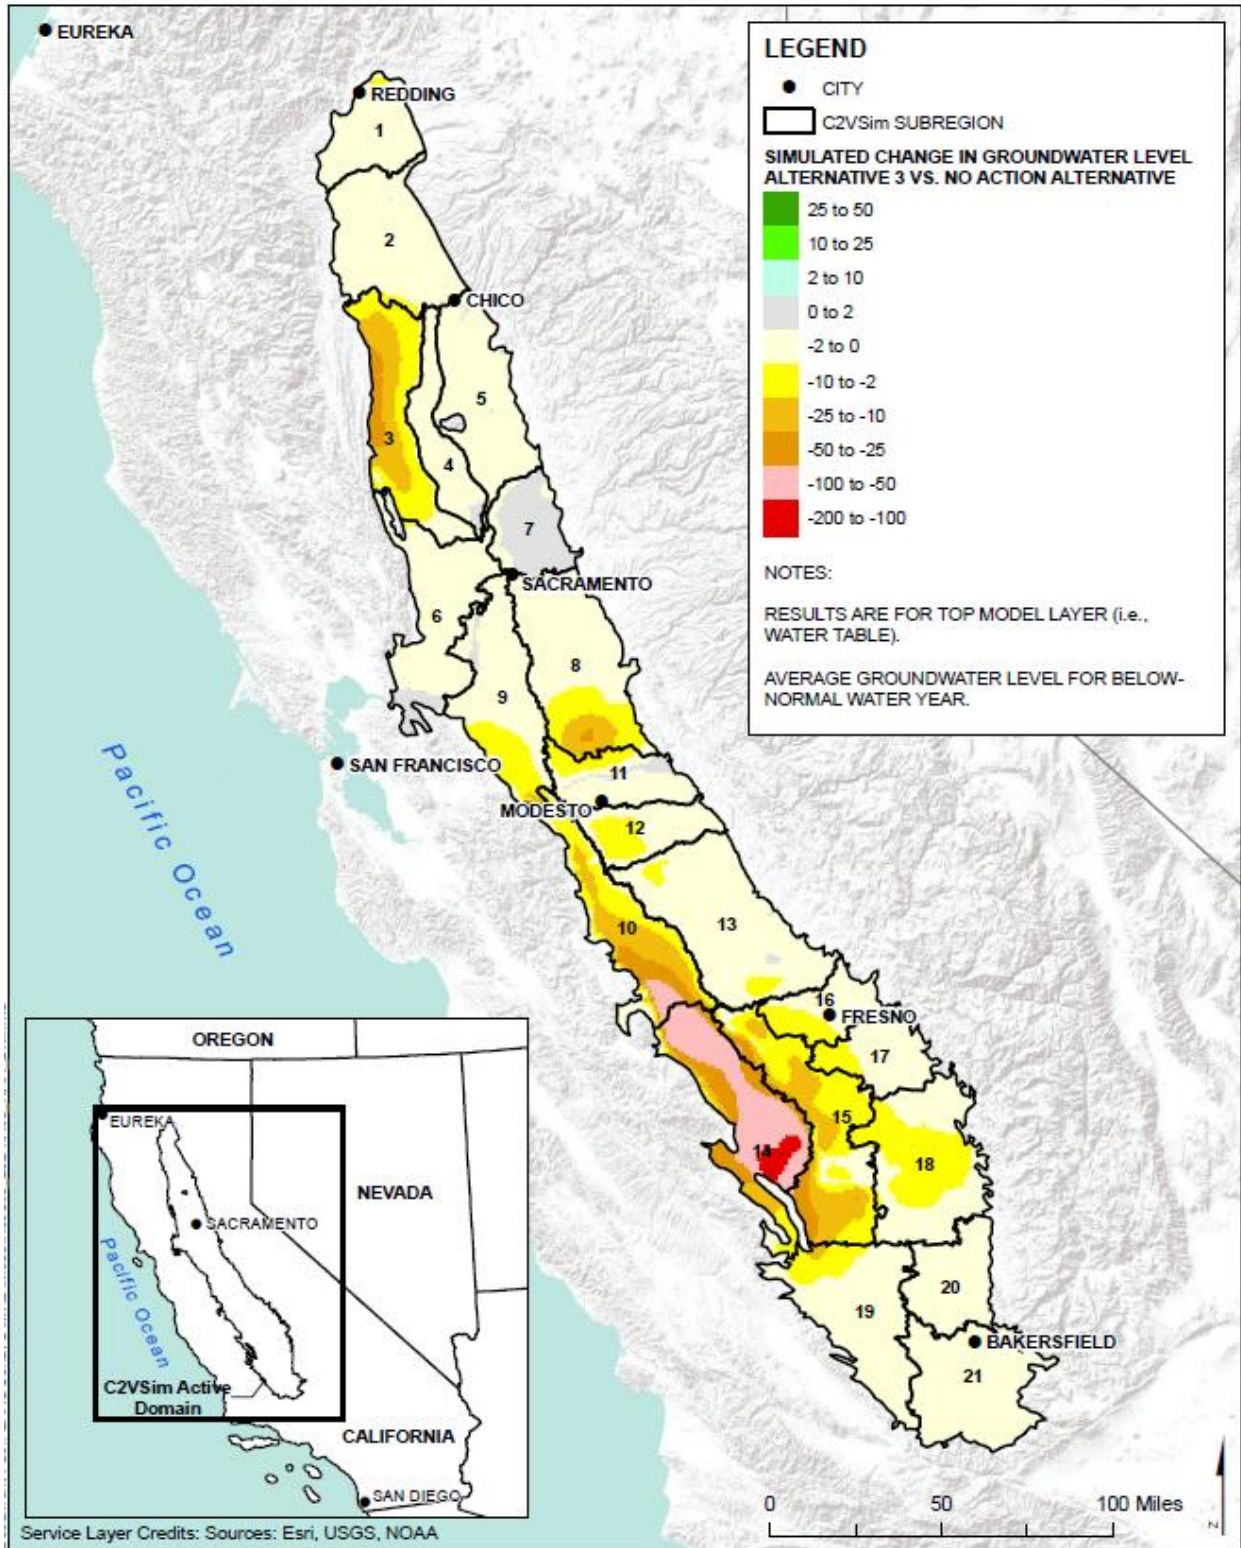 EUREKA
REDDING
1
2
CHICO
5
3
4
7
SACRAMENTO
6
8
9
SAN FRANCISCO
11
MODESTO
12
10
13
16
FRESNO
17
15
14
18
19
20
BAKERSFIELD
21
Pacific Ocean
LEGEND
CITY
C2VSim SUBREGION
SIMULATED CHANGE IN GROUNDWATER LEVEL
ALTERNATIVE 3 VS. NO ACTION ALTERNATIVE
25 to 50
10 to 25
2 to 10
0 to 2
-2 to 0
-10 to -2
-25 to -10
-50 to -25
-100 to -50
-200 to -100
NOTES:
RESULTS ARE FOR TOP MODEL LAYER (i.e.,
WATER TABLE).
AVERAGE GROUNDWATER LEVEL FOR BELOW-
NORMAL WATER YEAR.
OREGON
EUREKA
NEVADA
SACRAMENTO
Pacific Ocean
C2VSim Active
Domain
CALIFORNIA
SAN DIEGO
0 50 100 Miles
Z
Service Layer Credits: Sources: Esri, USGS, NOAA